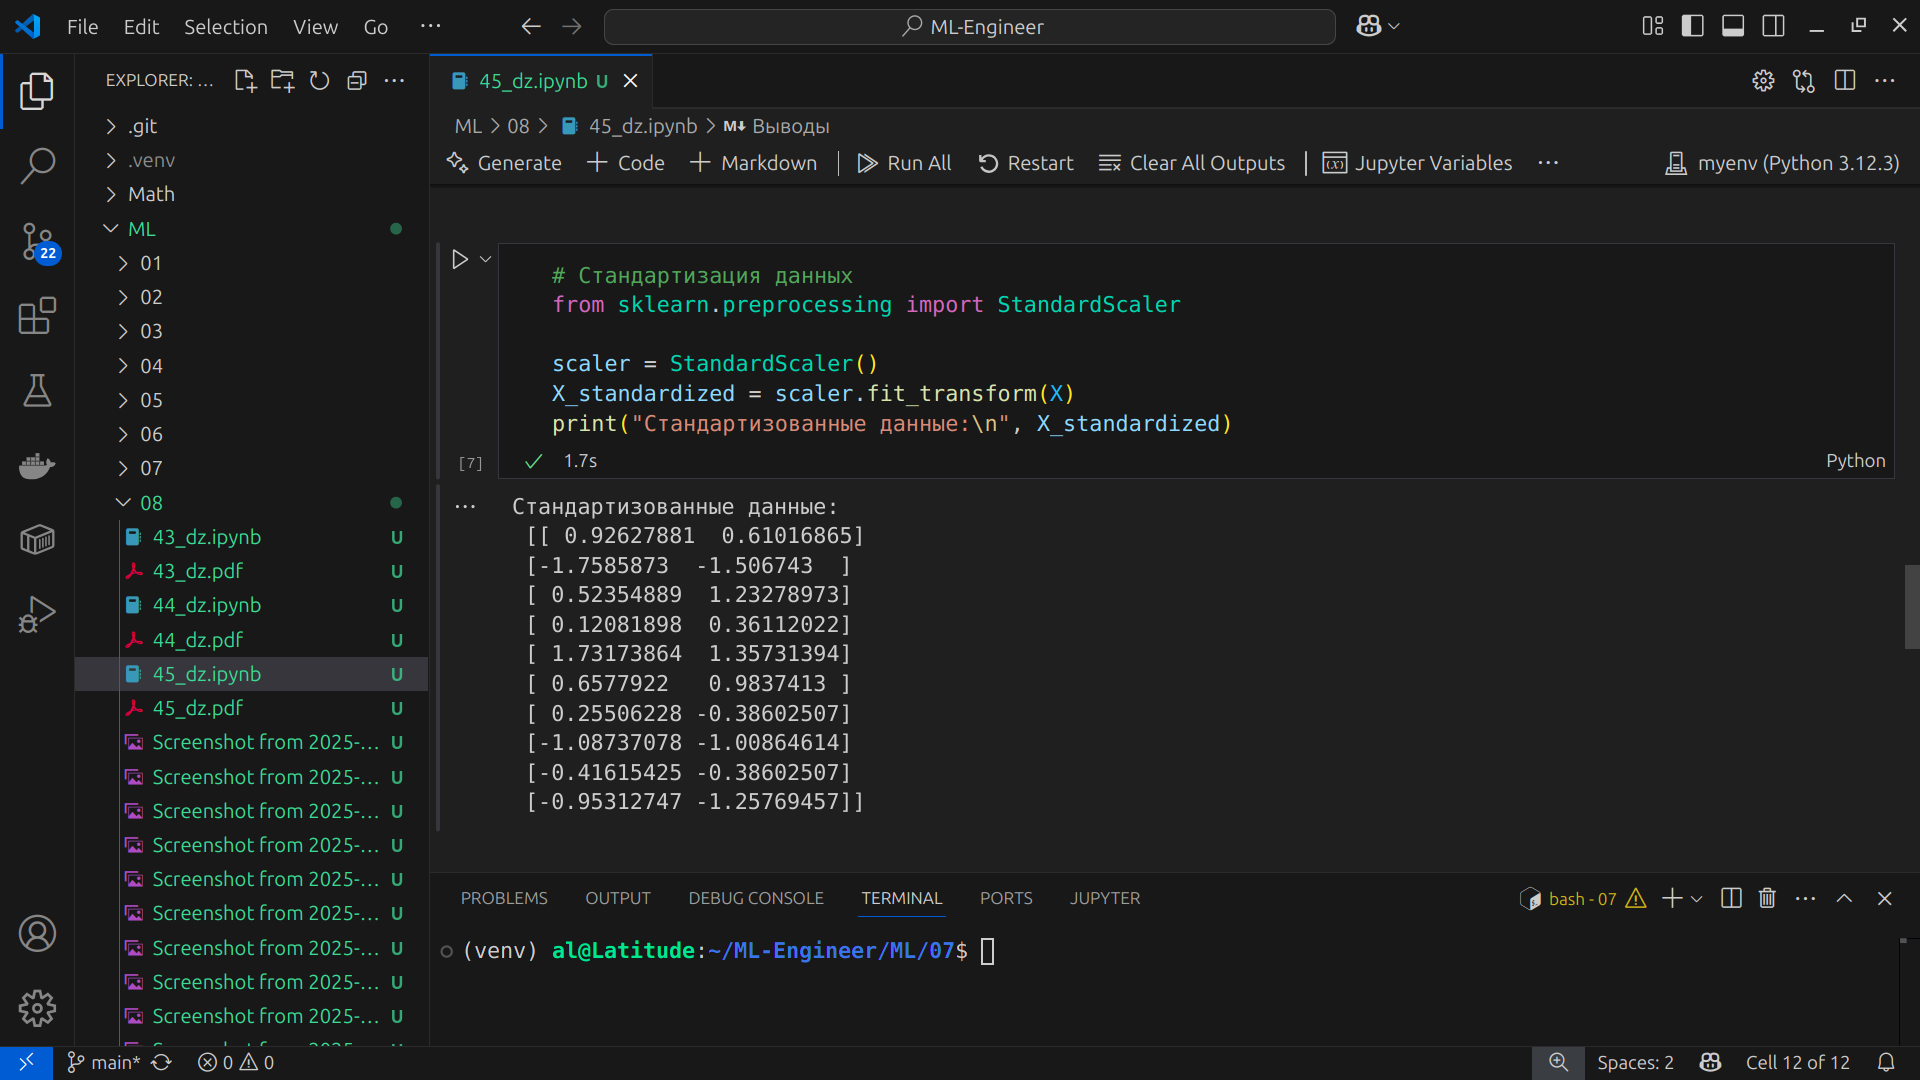 File Edit Selection View Go ···
ML-Engineer
EXPLORER: ...
.git
.venv
Math
ML
01
02
03
04
05
06
07
08
43_dz.ipynb U
43_dz.pdf U
44_dz.ipynb U
44_dz.pdf U
45_dz.ipynb U
45_dz.pdf U
Screenshot from 2025-... U
Screenshot from 2025-... U
Screenshot from 2025-... U
Screenshot from 2025-... U
Screenshot from 2025-... U
Screenshot from 2025-... U
Screenshot from 2025-... U
Screenshot from 2025-... U
Screenshot from 2025-... U
22
45_dz.ipynb U
ML > 08 > 45_dz.ipynb > M↓ Выводы
Generate + Code + Markdown | Run All Restart Clear All Outputs | Jupyter Variables ··· myenv (Python 3.12.3)
# Стандартизация данных
from sklearn.preprocessing import StandardScaler
scaler = StandardScaler()
X_standardized = scaler.fit_transform(X)
print("Стандартизованные данные:\n", X_standardized)
[7] 1.7s Python
Стандартизованные данные:
[[ 0.92627881  0.61016865]
[-1.7585873  -1.506743  ]
[ 0.52354889  1.23278973]
[ 0.12081898  0.36112022]
[ 1.73173864  1.35731394]
[ 0.6577922   0.9837413 ]
[ 0.25506228 -0.38602507]
[-1.08737078 -1.00864614]
[-0.41615425 -0.38602507]
[-0.95312747 -1.25769457]]
PROBLEMS OUTPUT DEBUG CONSOLE TERMINAL PORTS JUPYTER
bash - 07
(venv) al@Latitude:~/ML-Engineer/ML/07$
main* 0 0
Spaces: 2 Cell 12 of 12